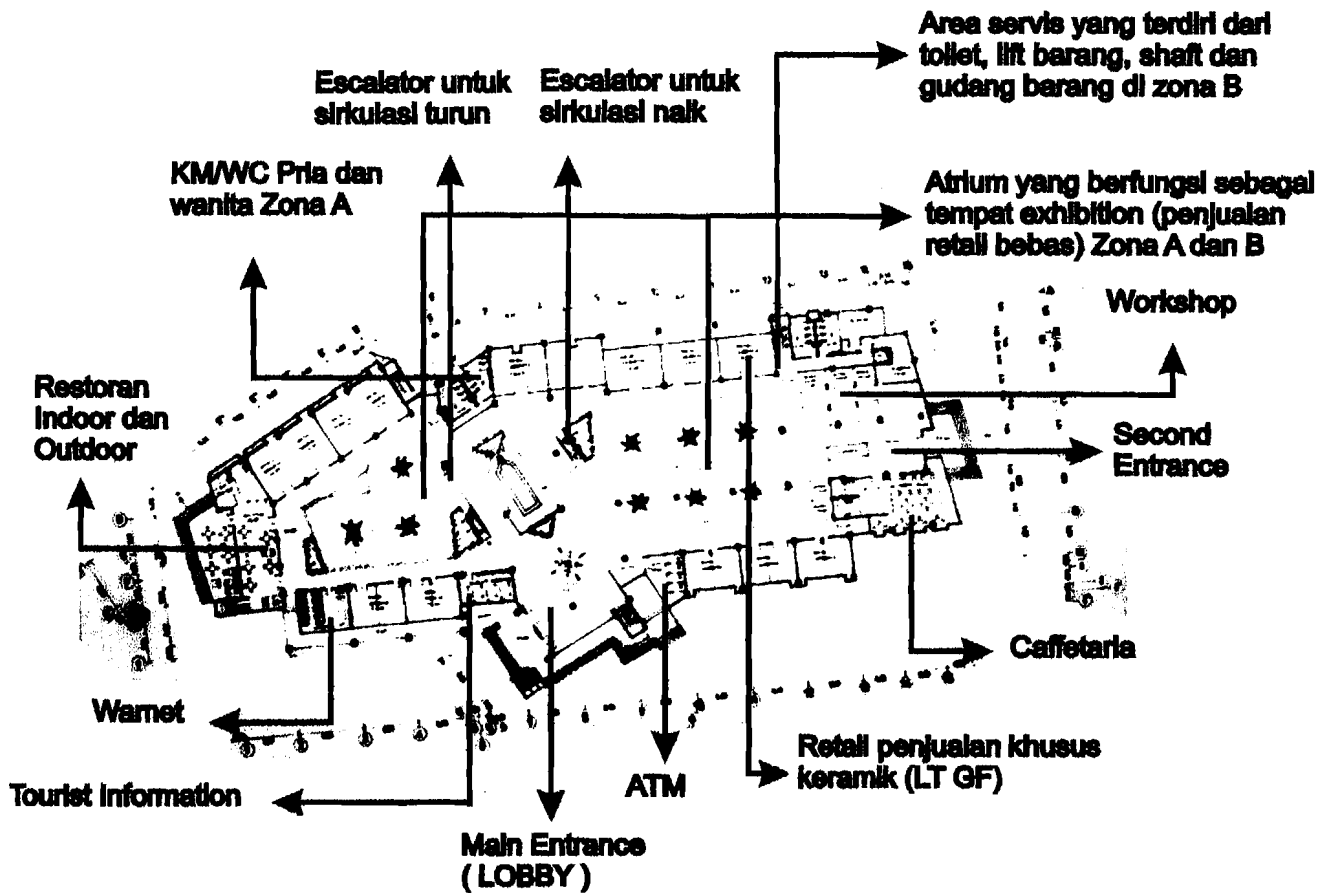 Area servis yang terdiri dari
toilet, lift barang, shaft dan
gudang barang di zona B
Escalator untuk
sirkulasi turun
Escalator untuk
sirkulasi naik
KM/WC Pria dan
wanita Zona A
Atrium yang berfungsi sebagai
tempat exhibition (penjualan
retail bebas) Zona A dan B
Workshop
Restoran
Indoor dan
Outdoor
Second
Entrance
Caffetaria
Warnet
Retail penjualan khusus
keramik (LT GF)
ATM
Tourist Information
Main Entrance
( LOBBY )